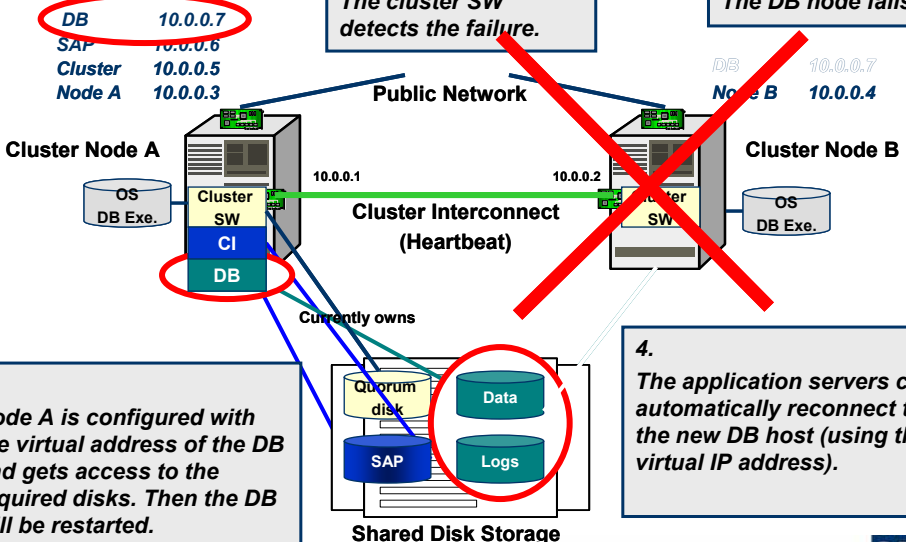 The cluster SW
detects the failure.
The DB node fails
DB 10.0.0.7
SAP 10.0.0.6
Cluster 10.0.0.5
Node A 10.0.0.3
DB 10.0.0.7
Node B 10.0.0.4
Public Network
Cluster Node A
Cluster Node B
10.0.0.1
10.0.0.2
OS
DB Exe.
Cluster
SW
CI
DB
Cluster Interconnect
(Heartbeat)
Cluster
SW
OS
DB Exe.
Currently owns
Quorum
disk
Data
SAP
Logs
Shared Disk Storage
ode A is configured with
e virtual address of the DB
nd gets access to the
quired disks. Then the DB
ill be restarted.
4.
The application servers c
automatically reconnect t
the new DB host (using th
virtual IP address).